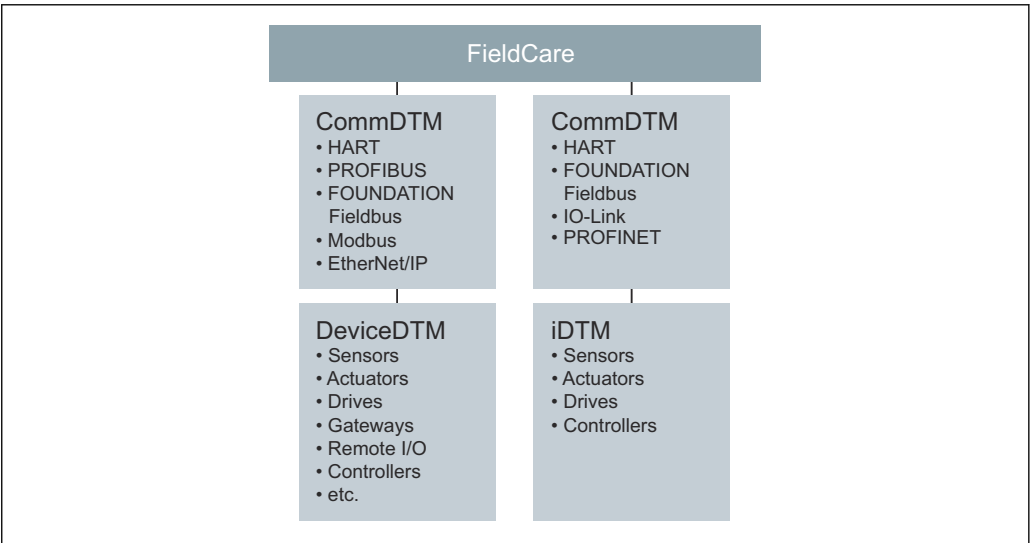 FieldCare
CommDTM
• HART
• PROFIBUS
• FOUNDATION
Fieldbus
• Modbus
• EtherNet/IP
CommDTM
• HART
• FOUNDATION
Fieldbus
• IO-Link
• PROFINET
DeviceDTM
• Sensors
• Actuators
• Drives
• Gateways
• Remote I/O
• Controllers
• etc.
iDTM
• Sensors
• Actuators
• Drives
• Controllers